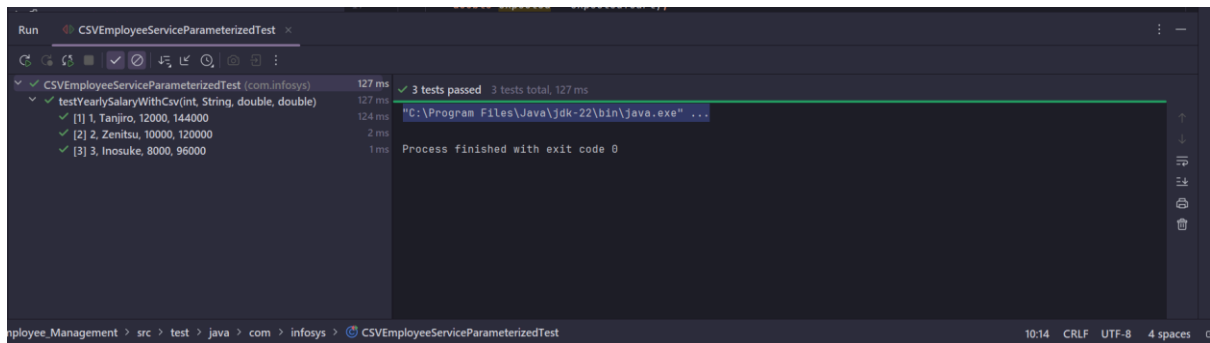 Run CSVEmployeeServiceParameterizedTest
CSVEmployeeServiceParameterizedTest (com.infosys) 127 ms
testYearlySalaryWithCsv(int, String, double, double) 127 ms
[1] 1, Tanjiro, 12000, 144000 124 ms
[2] 2, Zenitsu, 10000, 120000 2 ms
[3] 3, Inosuke, 8000, 96000 1 ms
3 tests passed 3 tests total, 127 ms
"C:\Program Files\Java\jdk-22\bin\java.exe" ...
Process finished with exit code 0
mployee_Management > src > test > java > com > infosys > CSVEmployeeServiceParameterizedTest 10:14 CRLF UTF-8 4 spaces